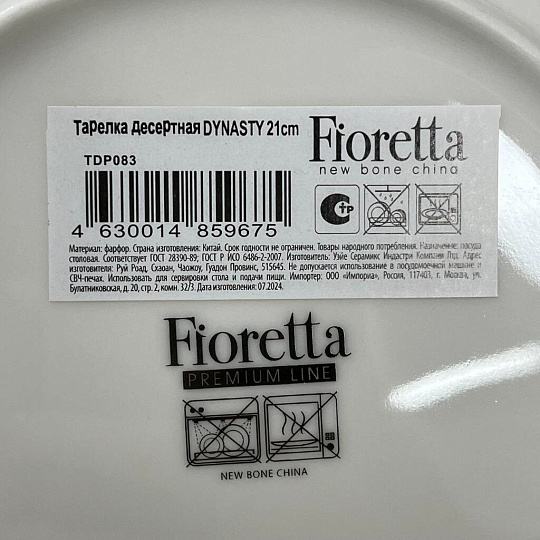 Тарелка десертная DYNASTY 21cm
Fioretta
new bone china
TDP083
4 630014 859675
Материал: фарфор. Страна изготовления: Китай. Срок годности не ограничен. Товары народного потребления. Назначение: посуда
столовая. Соответствует ГОСТ 28390-89; ГОСТ Р ИСО 6486-2-2007. Изготовитель: Уэйе Серамикс Индастри Компани Лтд. Адрес
изготовителя: Руй Роад, Схаоан, Чаожоу, Гуадон Провинс, 515645. Не допускается использование в посудомоечной машине и
СВЧ-печах. Использовать для сервировки стола и подачи пищи. Импортер: ООО «Импориа», Россия, 117403, г. Москва, ул.
Булатниковская, д. 20, стр. 2, комн. 32/3. Дата изготовления: 07.2024.
Fioretta
PREMIUM LINE
NEW BONE CHINA